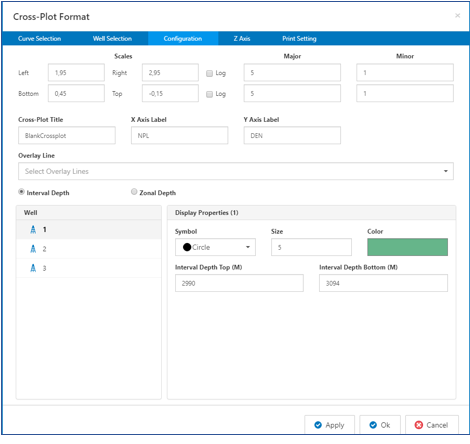 Cross-Plot Format
Curve Selection Well Selection Configuration Z Axis Print Setting
Scales Major Minor
Left 1,95 Right 2,95 Log 5 1
Bottom 0,45 Top -0,15 Log 5 1
Cross-Plot Title X Axis Label Y Axis Label
BlankCrossplot NPL DEN
Overlay Line
Select Overlay Lines
Interval Depth Zonal Depth
Well Display Properties (1)
1
2
3
Symbol Size Color
Circle 5
Interval Depth Top (M) Interval Depth Bottom (M)
2990 3094
Apply Ok Cancel